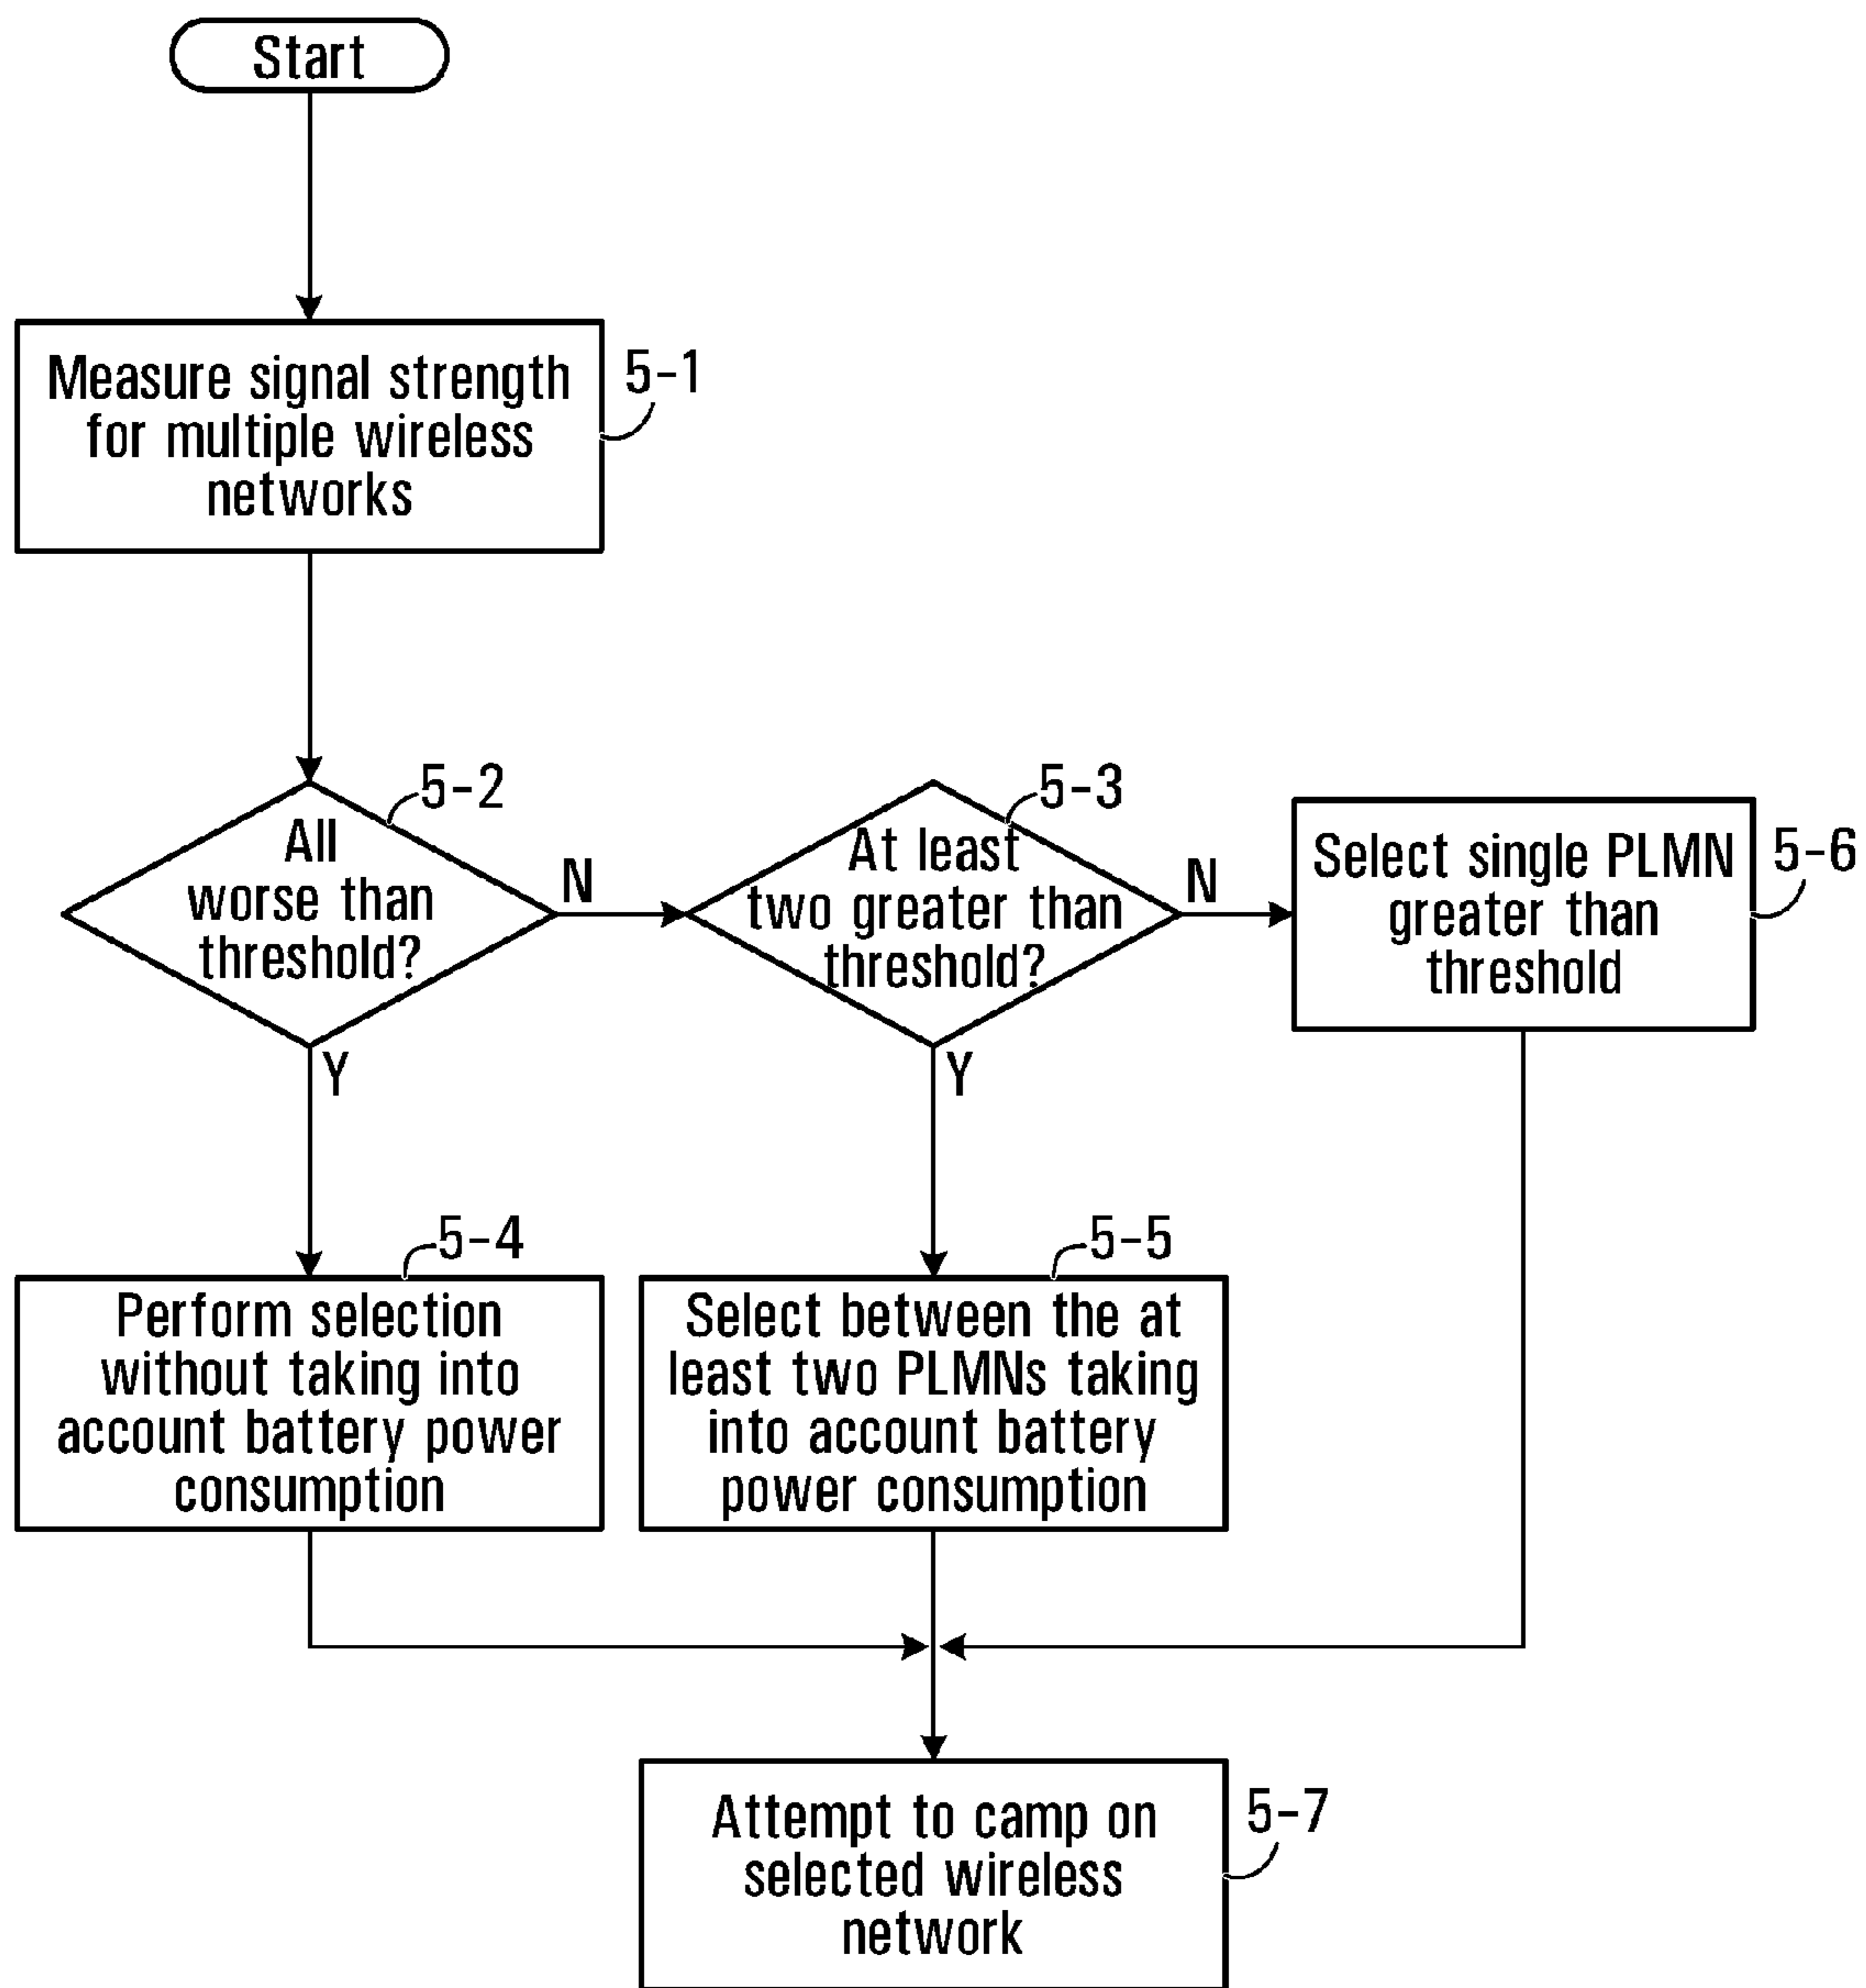 Start
Measure signal strength
for multiple wireless
networks
5-1
5-2
All
worse than
threshold?
N
Y
5-3
At least
two greater than
threshold?
N
Y
Select single PLMN
greater than
threshold
5-6
5-4
Perform selection
without taking into
account battery power
consumption
5-5
Select between the at
least two PLMNs taking
into account battery
power consumption
Attempt to camp on
selected wireless
network
5-7